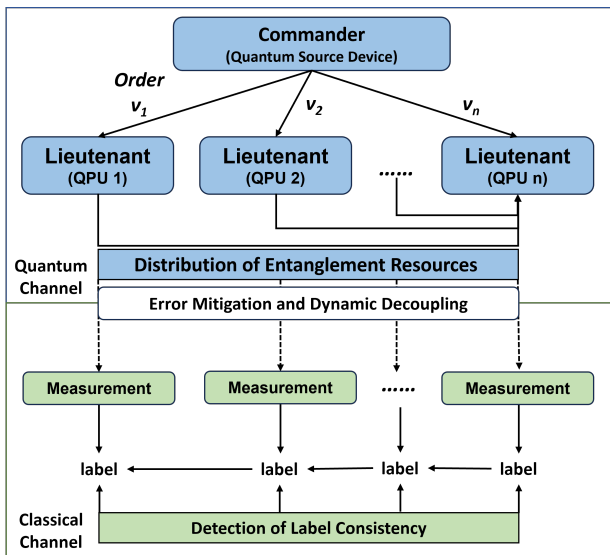 Commander
(Quantum Source Device)
Order
v1
v2
vn
Lieutenant
(QPU 1)
Lieutenant
(QPU 2)
......
Lieutenant
(QPU n)
Quantum
Channel
Distribution of Entanglement Resources
Error Mitigation and Dynamic Decoupling
Measurement
Measurement
......
Measurement
label
label
label
label
Classical
Channel
Detection of Label Consistency